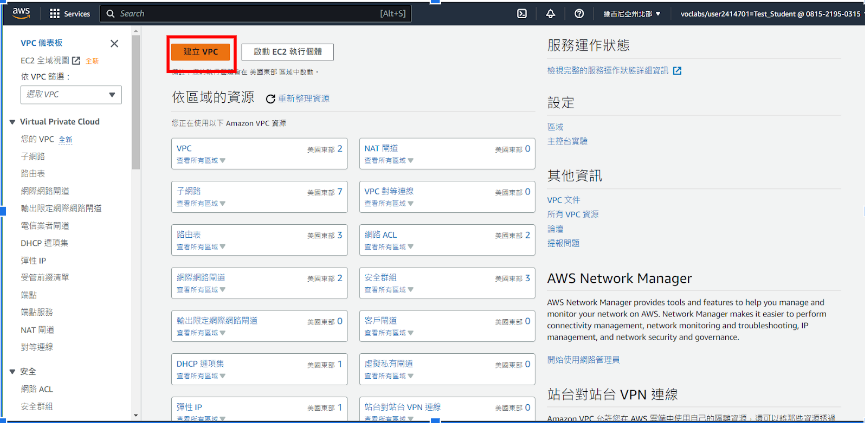 aws
Services
Search
[Alt+S]
維吉尼亞州北部 ▼
voclabs/user2414701=Test_Student @ 0815-2195-0315
VPC 儀表板
EC2 全域視圖 全新
依 VPC 篩選：
選取 VPC
Virtual Private Cloud
您的 VPC 全新
子網路
路由表
網際網路閘道
輸出限定網際網路閘道
電信業者閘道
DHCP 選項集
彈性 IP
受管前綴清單
端點
端點服務
NAT 閘道
對等連線
安全
網路 ACL
安全群組
建立 VPC
啟動 EC2 執行個體
在 美國東部 區域中啟動。
依區域的資源
重新整理資源
您正在使用以下 Amazon VPC 資源
VPC 美國東部 2
查看所有區域 ▼
NAT 閘道 美國東部 0
查看所有區域 ▼
子網路 美國東部 7
查看所有區域 ▼
VPC 對等連線 美國東部 0
查看所有區域 ▼
路由表 美國東部 3
查看所有區域 ▼
網路 ACL 美國東部 2
查看所有區域 ▼
網際網路閘道 美國東部 2
查看所有區域 ▼
安全群組 美國東部 3
查看所有區域 ▼
輸出限定網際網路閘道 美國東部 0
查看所有區域 ▼
客戶閘道 美國東部 0
查看所有區域 ▼
DHCP 選項集 美國東部 1
查看所有區域 ▼
虛擬私有閘道 美國東部 0
查看所有區域 ▼
彈性 IP 美國東部 1
查看所有區域 ▼
站台對站台 VPN 連線 美國東部 0
查看所有區域 ▼
服務運作狀態
檢視完整的服務運作狀態詳細資訊
設定
區域
主控台實驗
其他資訊
VPC 文件
所有 VPC 資源
論壇
提報問題
AWS Network Manager
AWS Network Manager provides tools and features to help you manage and
monitor your network on AWS. Network Manager makes it easier to perform
connectivity management, network monitoring and troubleshooting, IP
management, and network security and governance.
開始使用網路管理員
站台對站台 VPN 連線
Amazon VPC 允許您在 AWS 雲端中使用自己的隔離資源，還可以將那些資源透過